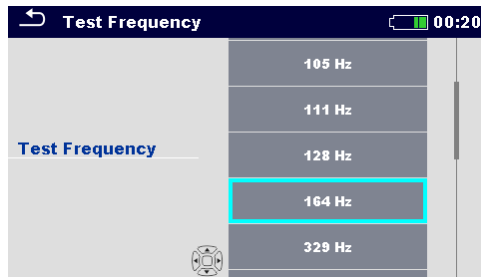 Test Frequency
00:20
105 Hz
111 Hz
Test Frequency
128 Hz
164 Hz
329 Hz